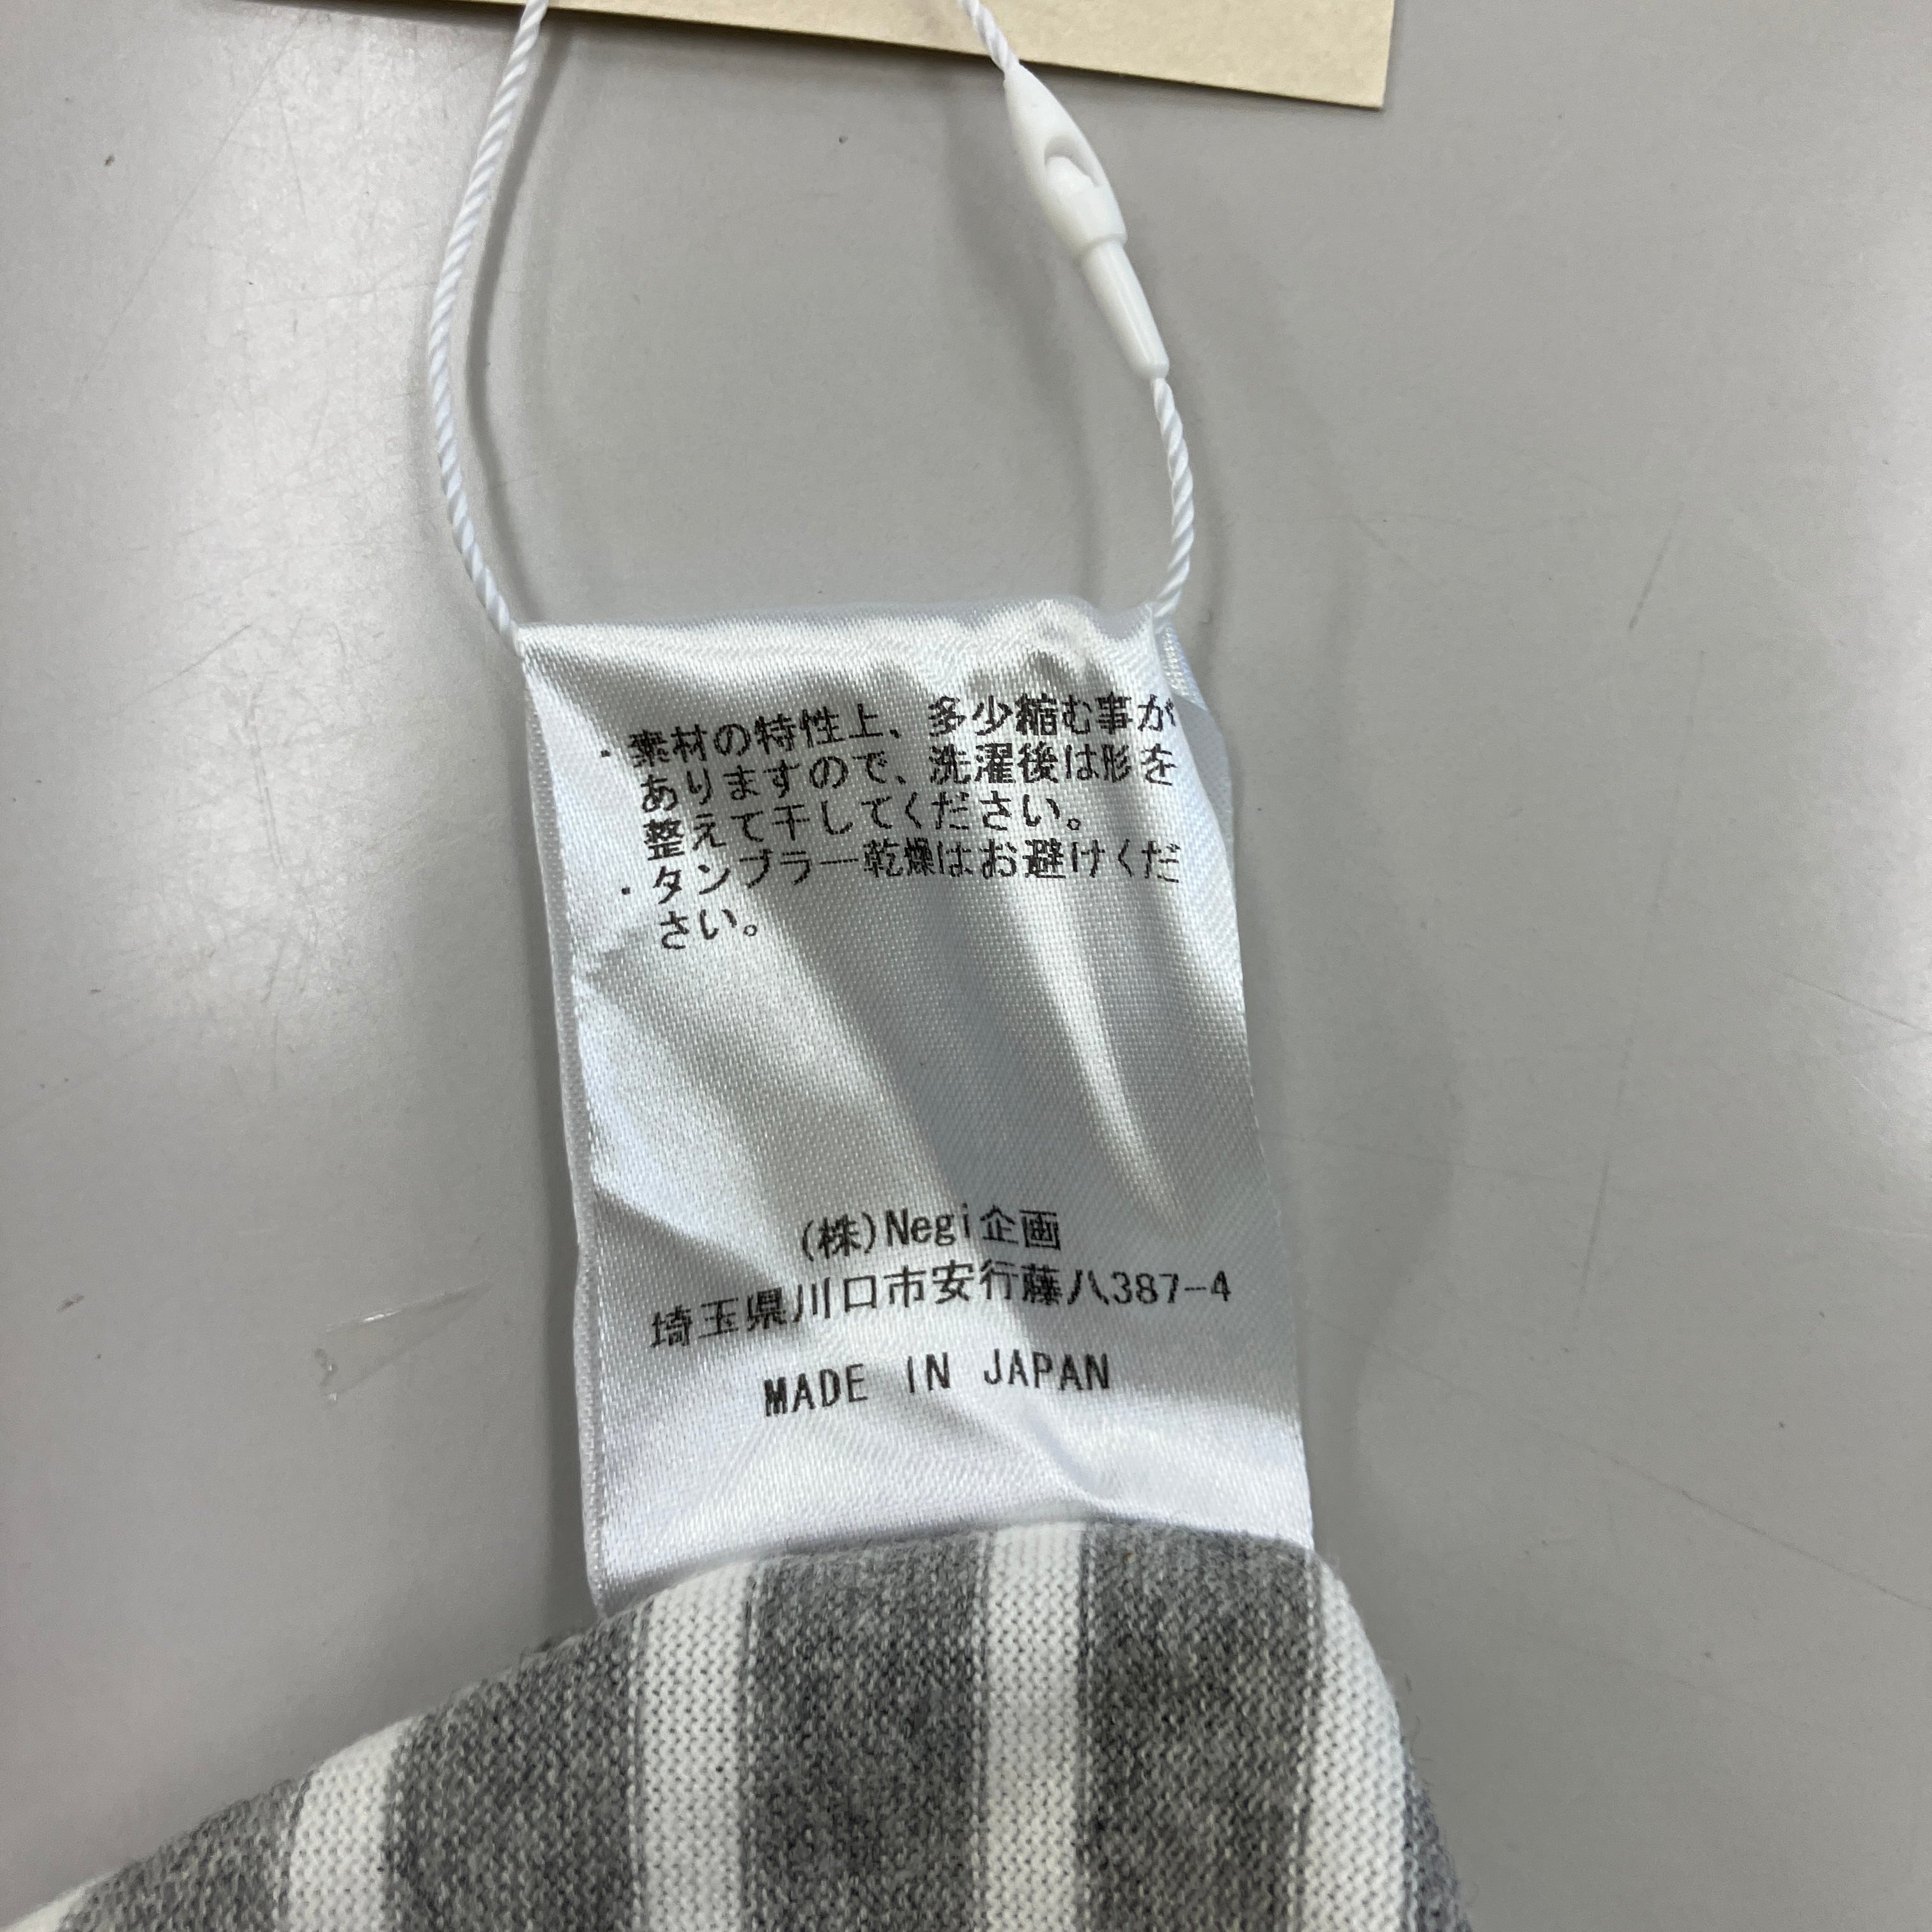 ・素材の特性上、多少縮む事が
ありますので、洗濯後は形を
整えて干してください。
・タンブラー乾燥はお避けくだ
さい。
(株)Negi企画
埼玉県川口市安行藤八387-4
MADE IN JAPAN